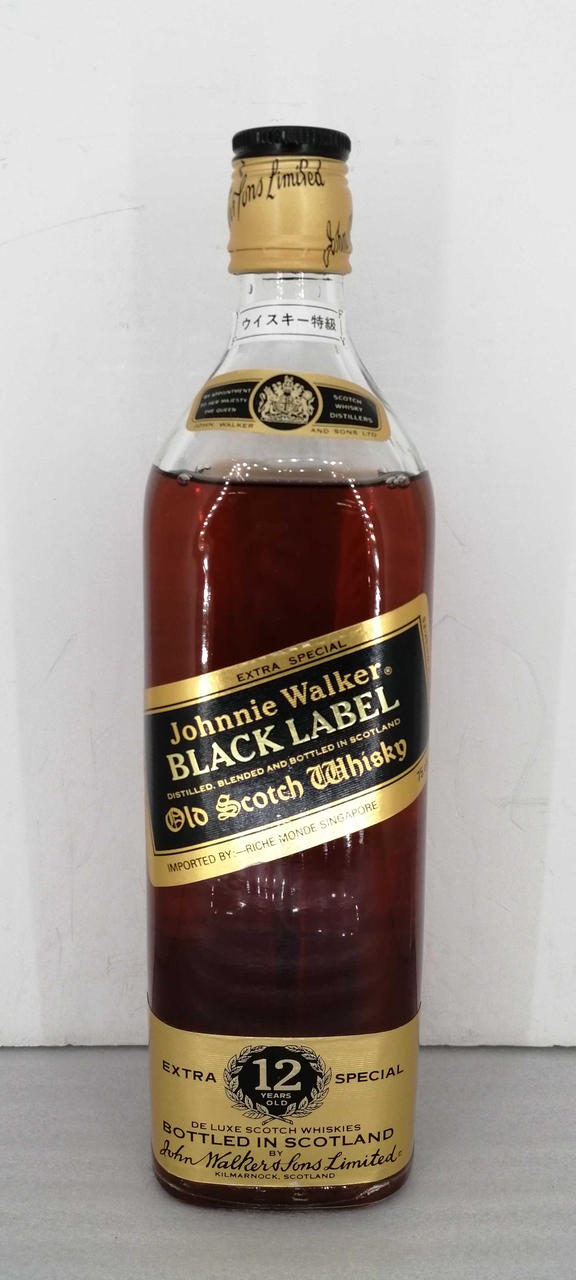 & Sons Limited
John
ウイスキー特級
BY APPOINTMENT
TO HER MAJESTY
THE QUEEN
SCOTCH
WHISKY
DISTILLERS
JOHN WALKER AND SONS LTD
EXTRA SPECIAL
Johnnie Walker®
BLACK LABEL
DISTILLED, BLENDED AND BOTTLED IN SCOTLAND
Old Scotch Whisky
IMPORTED BY:—RICHE MONDE SINGAPORE
EXTRA 12 SPECIAL
YEARS
OLD
DE LUXE SCOTCH WHISKIES
BOTTLED IN SCOTLAND
BY
John Walker & Sons Limited
KILMARNOCK, SCOTLAND